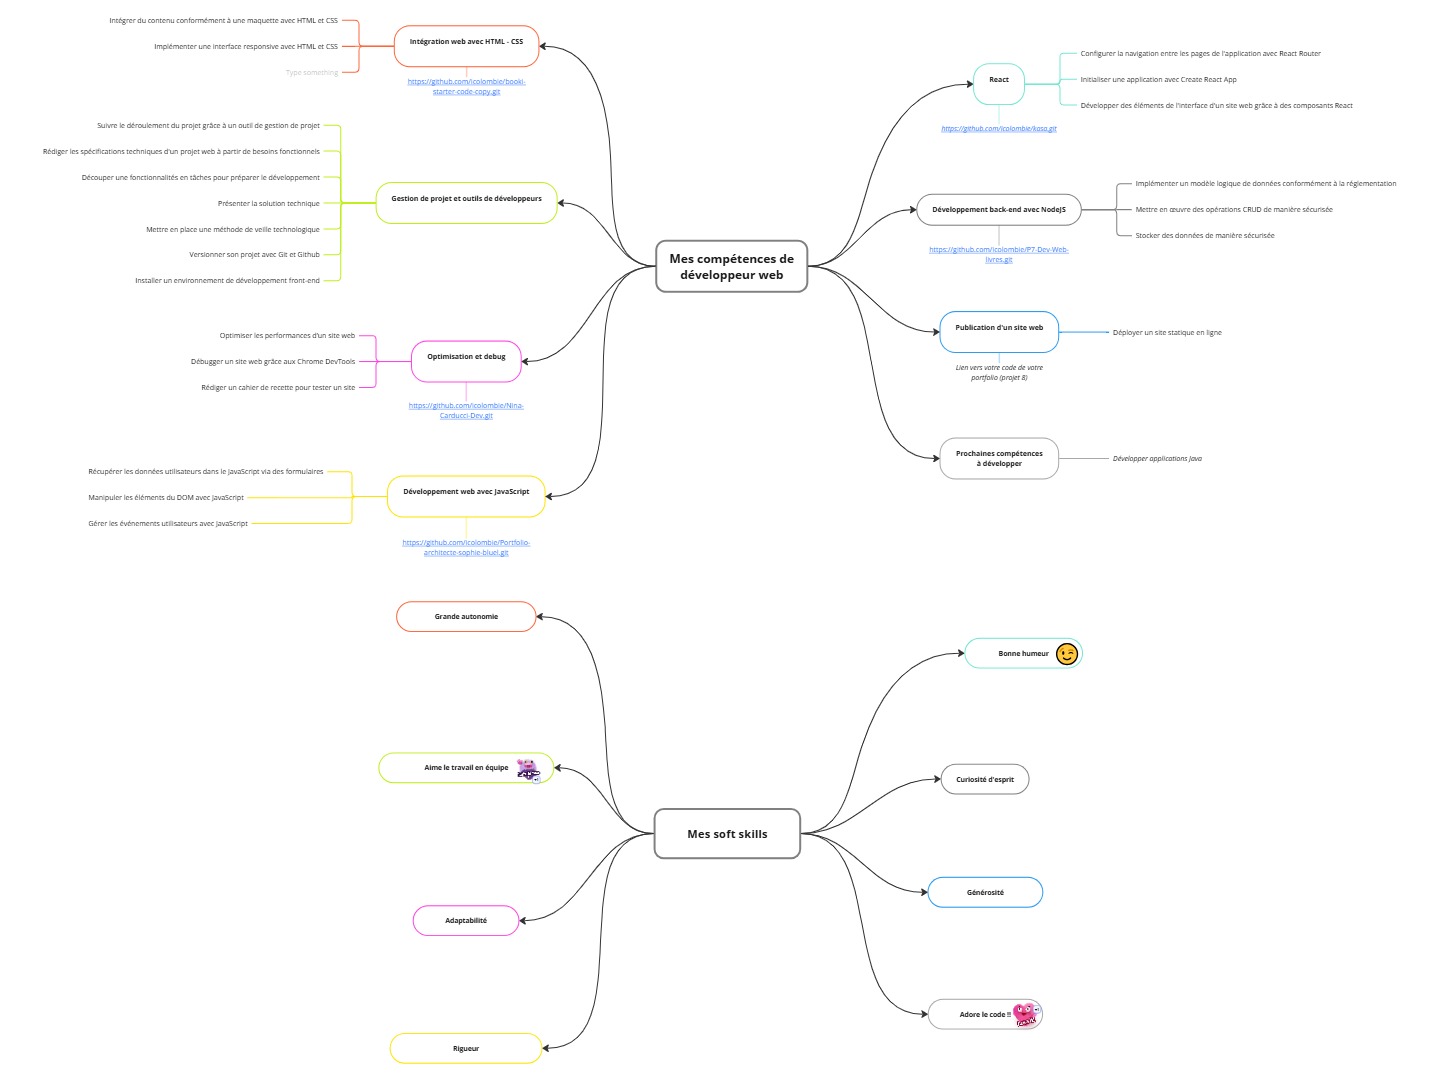 Intégrer du contenu conformément à une maquette avec HTML et CSS
Implémenter une interface responsive avec HTML et CSS
Type something
Intégration web avec HTML - CSS
https://github.com/icolombie/booki-
starter-code-copy.git
Suivre le déroulement du projet grâce à un outil de gestion de projet
Rédiger les spécifications techniques d'un projet web à partir de besoins fonctionnels
Découper une fonctionnalités en tâches pour préparer le développement
Présenter la solution technique
Mettre en place une méthode de veille technologique
Versionner son projet avec Git et Github
Installer un environnement de développement front-end
Gestion de projet et outils de développeurs
Optimiser les performances d'un site web
Débugger un site web grâce aux Chrome DevTools
Rédiger un cahier de recette pour tester un site
Optimisation et debug
https://github.com/icolombie/Nina-
Carducci-Dev.git
Récupérer les données utilisateurs dans le JavaScript via des formulaires
Manipuler les éléments du DOM avec JavaScript
Gérer les événements utilisateurs avec JavaScript
Développement web avec JavaScript
https://github.com/icolombie/Portfolio-
architecte-sophie-bluel.git
Mes compétences de
développeur web
React
https://github.com/icolombie/kasa.git
Configurer la navigation entre les pages de l'application avec React Router
Initialiser une application avec Create React App
Développer des éléments de l'interface d'un site web grâce à des composants React
Développement back-end avec NodeJS
https://github.com/icolombie/P7-Dev-Web-
livres.git
Implémenter un modèle logique de données conformément à la réglementation
Mettre en œuvre des opérations CRUD de manière sécurisée
Stocker des données de manière sécurisée
Publication d'un site web
Lien vers votre code de votre
portfolio (projet 8)
Déployer un site statique en ligne
Prochaines compétences
à développer
Développer applications Java
Grande autonomie
Aime le travail en équipe
Adaptabilité
Rigueur
Mes soft skills
Bonne humeur
Curiosité d'esprit
Générosité
Adore le code !!